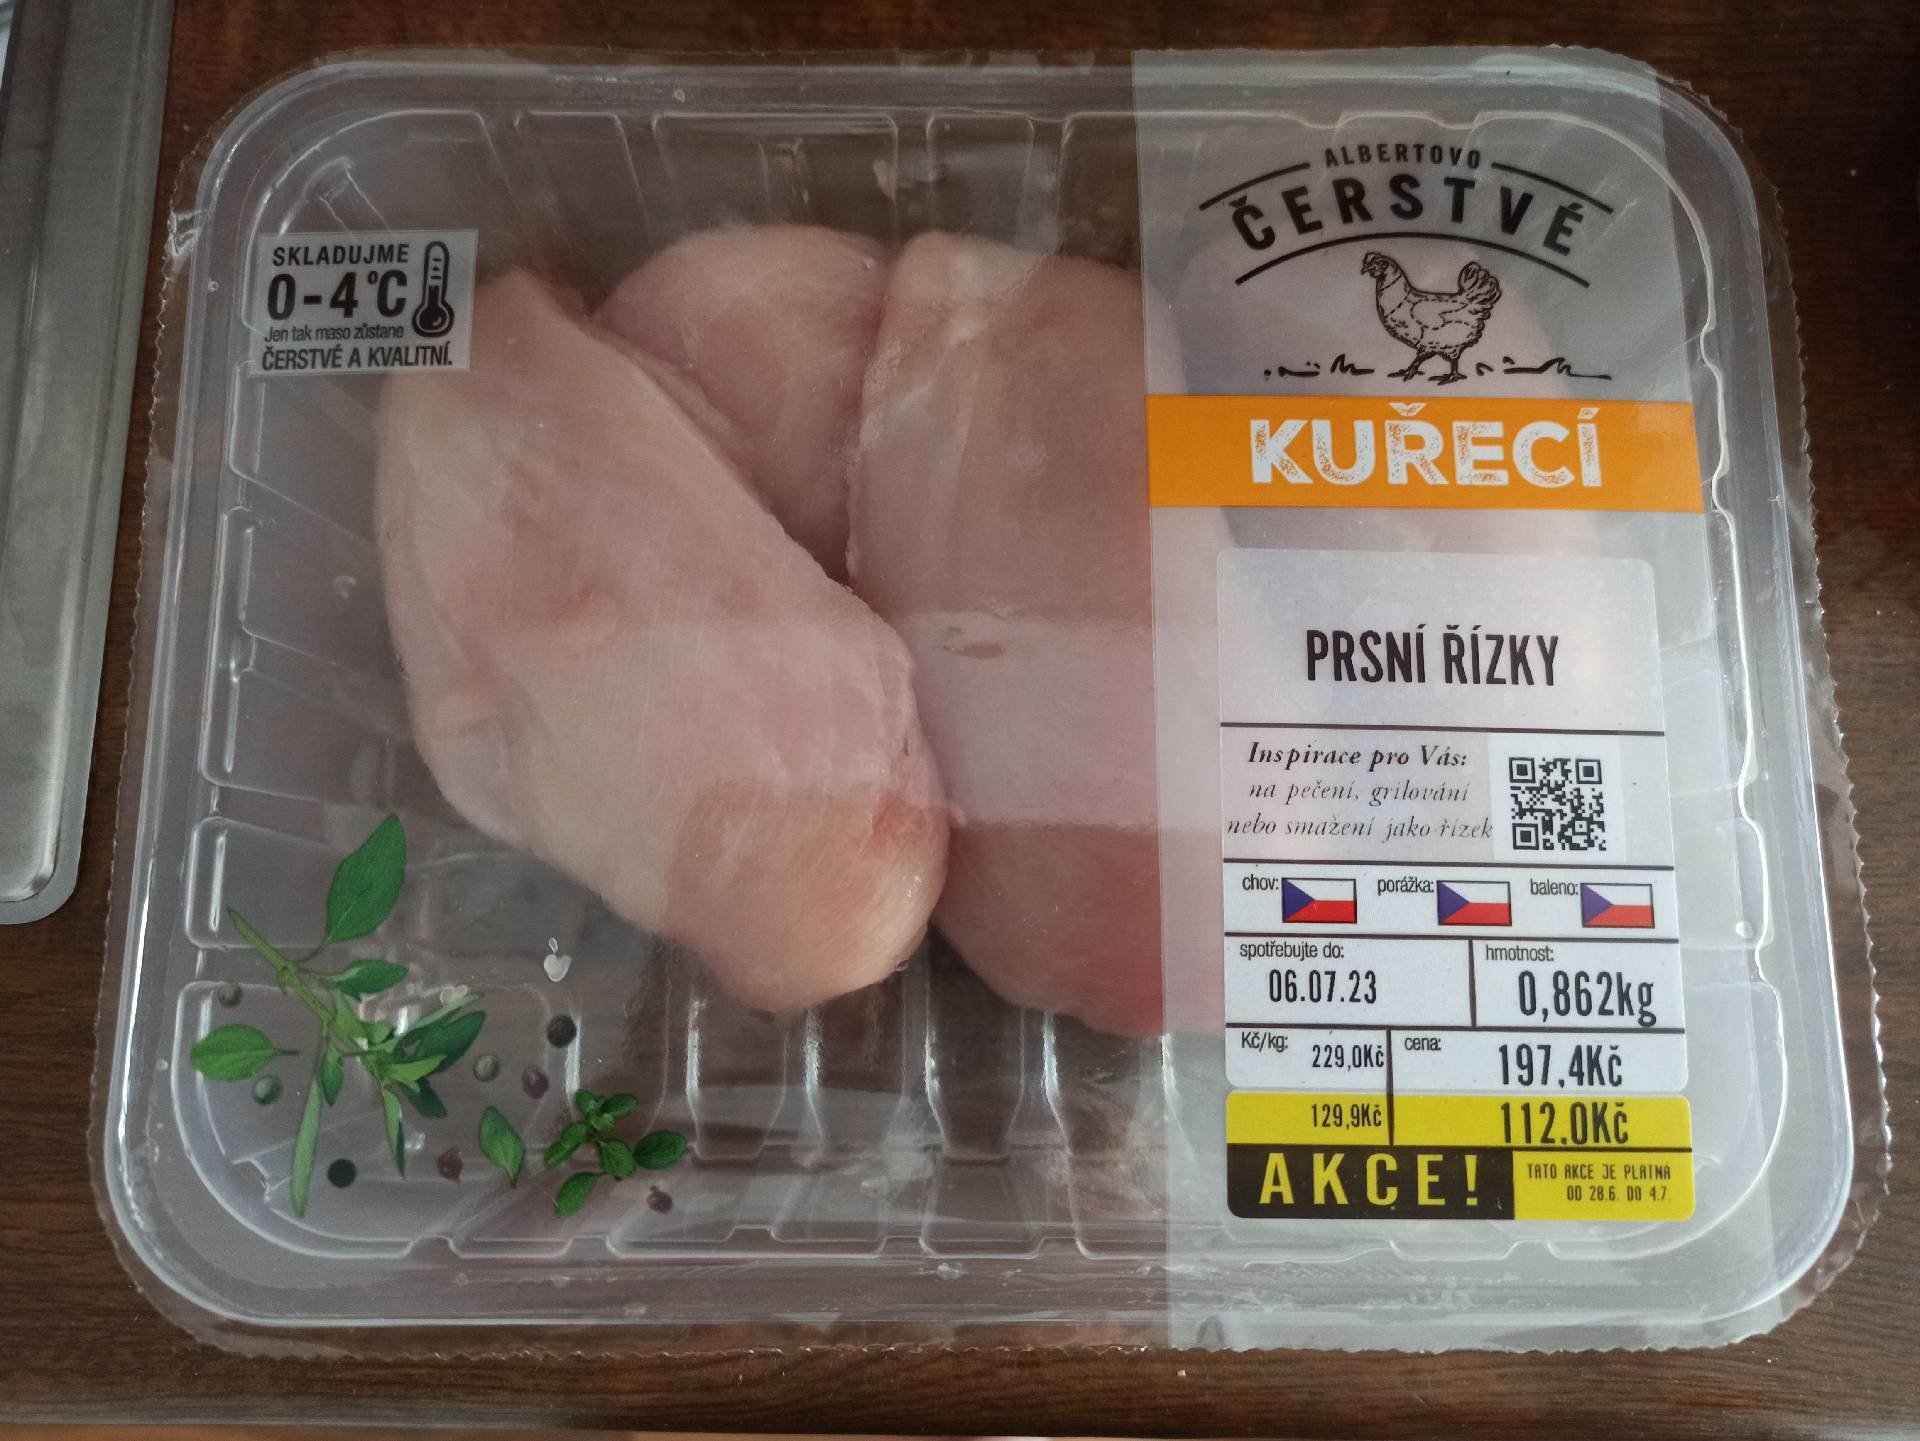 SKLADUJME
0-4°C
Jen tak maso zůstane
ČERSTVÉ A KVALITNÍ.
ALBERTOVO
ČERSTVÉ
KUŘECÍ
PRSNÍ ŘÍZKY
Inspirace pro Vás:
na pečení, grilování
nebo smažení jako řízek
chov: porážka: baleno:
spotřebujte do: hmotnost:
06.07.23 0,862kg
Kč/kg: cena:
229,0Kč 197.4Kč
129,9Kč 112.0Kč
AKCE!
TATO AKCE JE PLATNÁ
OD 28.6. DO 4.7.